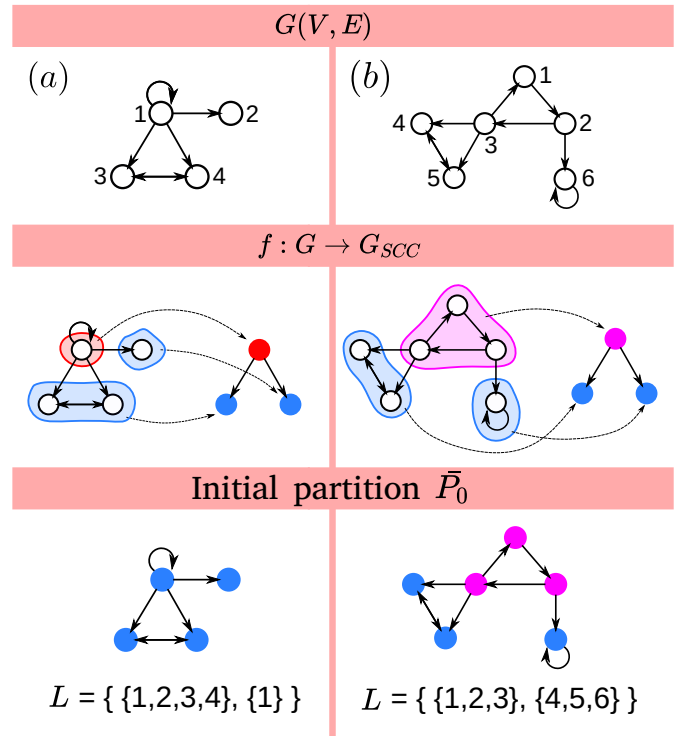 G(V, E)
(a)
(b)
1
2
3
4
1
2
3
4
5
6
f : G → G_SCC
Initial partition P̄₀
L = { {1,2,3,4}, {1} }
L = { {1,2,3}, {4,5,6} }